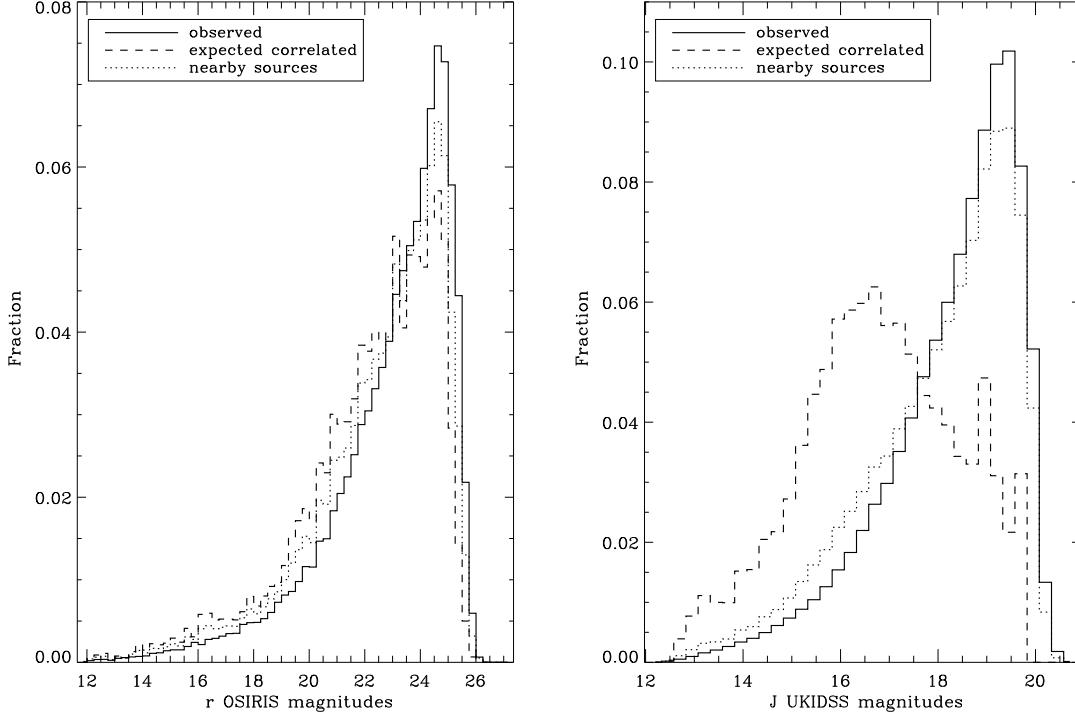 observed
expected correlated
nearby sources
0.08
0.06
0.04
0.02
0.00
Fraction
12 14 16 18 20 22 24 26
r OSIRIS magnitudes
observed
expected correlated
nearby sources
0.10
0.08
0.06
0.04
0.02
0.00
Fraction
12 14 16 18 20
J UKIDSS magnitudes